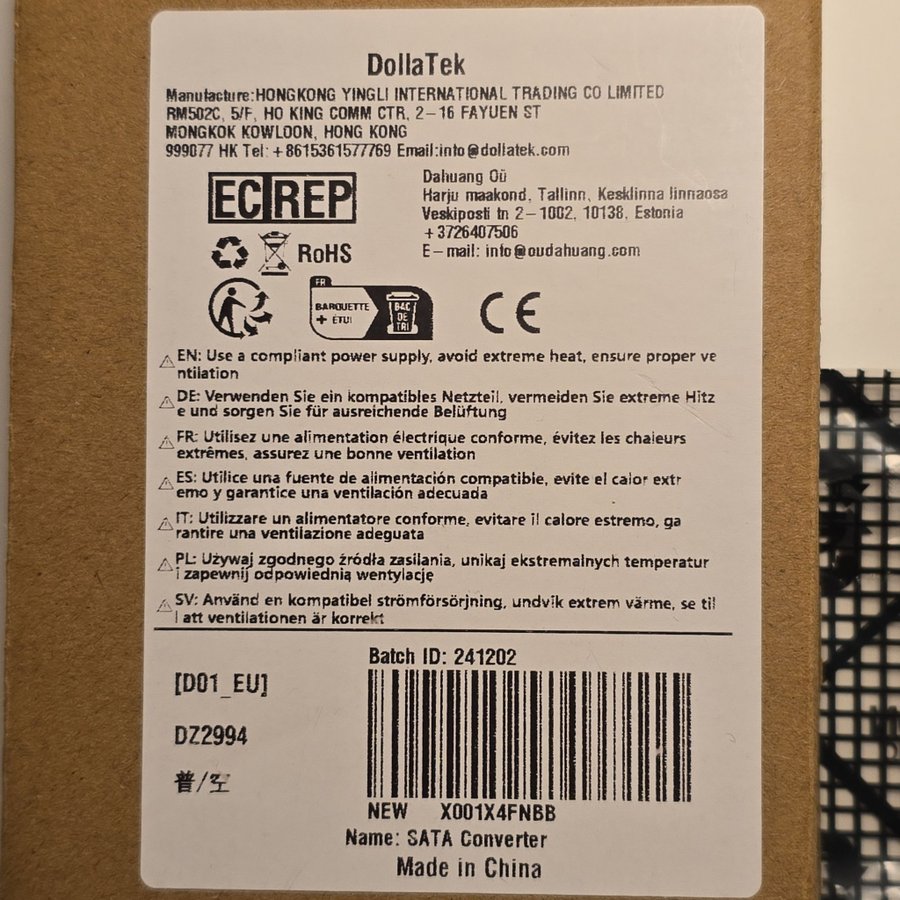 DollaTek
Manufacture:HONGKONG YINGLI INTERNATIONAL TRADING CO LIMITED
RM502C, 5/F, HO KING COMM CTR, 2-16 FAYUEN ST
MONGKOK KOWLOON, HONG KONG
999077 HK Tel: +8615361577769 Email:info@dollatek.com
EC REP
Dahuang Oü
Harju maakond, Tallinn, Kesklinna linnaosa
Veskiposti tn 2-1002, 10138, Estonia
+3726407506
E-mail: info@oudahuang.com
RoHS
FR
BARQUETTE
+ ÉTUI
BAC
DE
TRI
CE
EN: Use a compliant power supply, avoid extreme heat, ensure proper ve
ntilation
DE: Verwenden Sie ein kompatibles Netzteil, vermeiden Sie extreme Hitz
e und sorgen Sie für ausreichende Belüftung
FR: Utilisez une alimentation électrique conforme, évitez les chaleurs
extrêmes, assurez une bonne ventilation
ES: Utilice una fuente de alimentación compatible, evite el calor extr
emo y garantice una ventilación adecuada
IT: Utilizzare un alimentatore conforme, evitare il calore estremo, ga
rantire una ventilazione adeguata
PL: Używaj zgodnego źródła zasilania, unikaj ekstremalnych temperatur
i zapewnij odpowiednią wentylację
SV: Använd en kompatibel strömförsörjning, undvik extrem värme, se til
l att ventilationen är korrekt
Batch ID: 241202
[D01_EU]
DZ2994
普/
NEW X001X4FNBB
Name: SATA Converter
Made in China